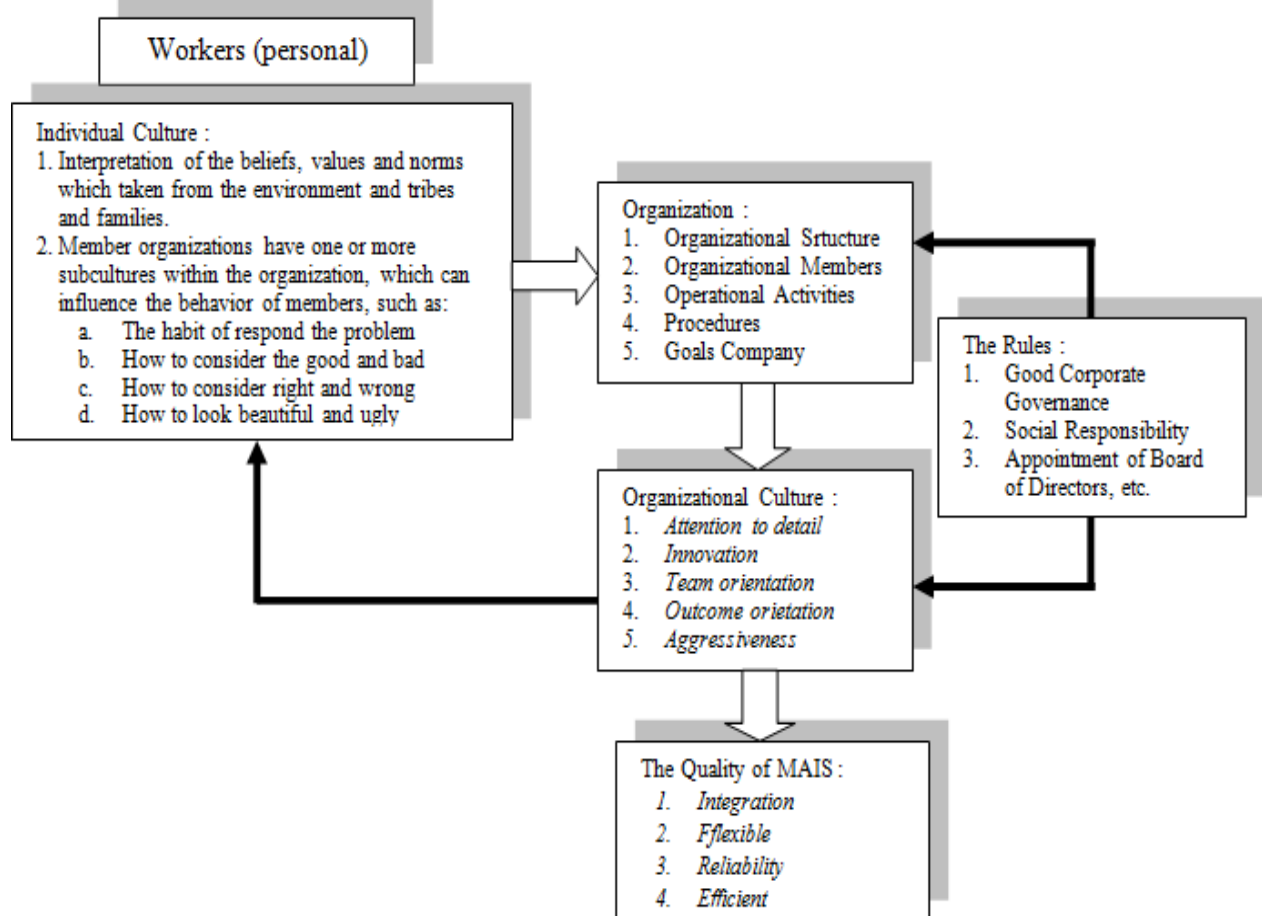 Workers (personal)
Individual Culture :
1. Interpretation of the beliefs, values and norms
which taken from the environment and tribes
and families.
2. Member organizations have one or more
subcultures within the organization, which can
influence the behavior of members, such as:
a. The habit of respond the problem
b. How to consider the good and bad
c. How to consider right and wrong
d. How to look beautiful and ugly
Organization :
1. Organizational Srtucture
2. Organizational Members
3. Operational Activities
4. Procedures
5. Goals Company
The Rules :
1. Good Corporate
Governance
2. Social Responsibility
3. Appointment of Board
of Directors, etc.
Organizational Culture :
1. Attention to detail
2. Innovation
3. Team orientation
4. Outcome orietation
5. Aggressiveness
The Quality of MAIS :
1. Integration
2. Fflexible
3. Reliability
4. Efficient